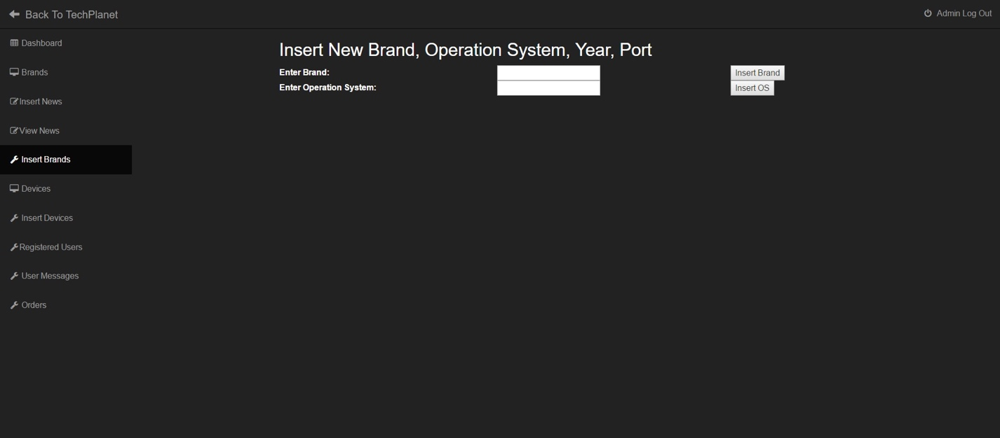 Back To TechPlanet
Admin Log Out
Dashboard
Brands
Insert News
View News
Insert Brands
Devices
Insert Devices
Registered Users
User Messages
Orders
Insert New Brand, Operation System, Year, Port
Enter Brand:
Insert Brand
Enter Operation System:
Insert OS